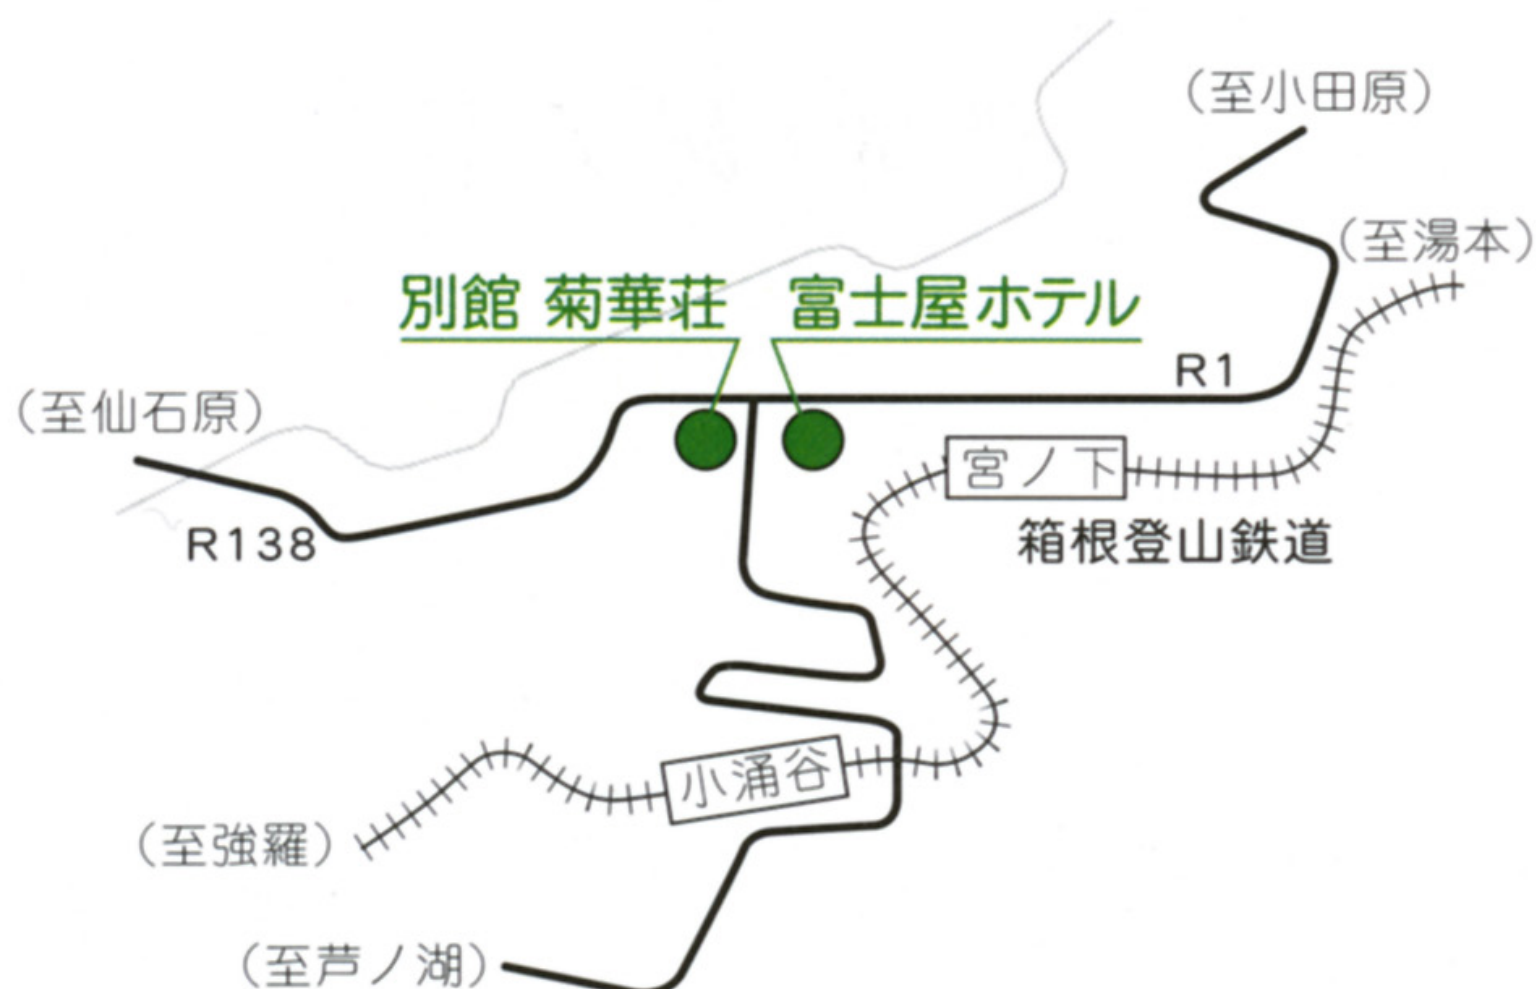 （至小田原）
（至湯本）
別館 菊華荘
富士屋ホテル
R1
（至仙石原）
宮ノ下
R138
箱根登山鉄道
小涌谷
（至強羅）
（至芦ノ湖）